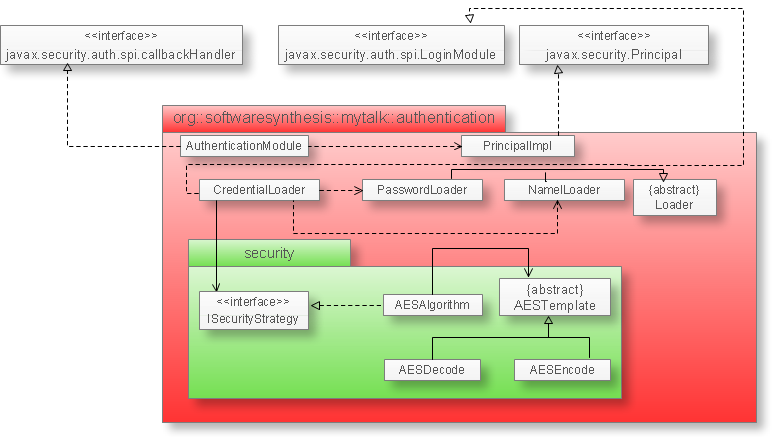 <<interface>>
javax.security.auth.spi.callbackHandler
<<interface>>
javax.security.auth.spi.LoginModule
<<interface>>
javax.security.Principal
org::softwaresynthesis::mytalk::authentication
AuthenticationModule
PrincipalImpl
CredentialLoader
PasswordLoader
NamelLoader
{abstract}
Loader
security
<<interface>>
ISecurityStrategy
AESAlgorithm
{abstract}
AESTemplate
AESDecode
AESEncode